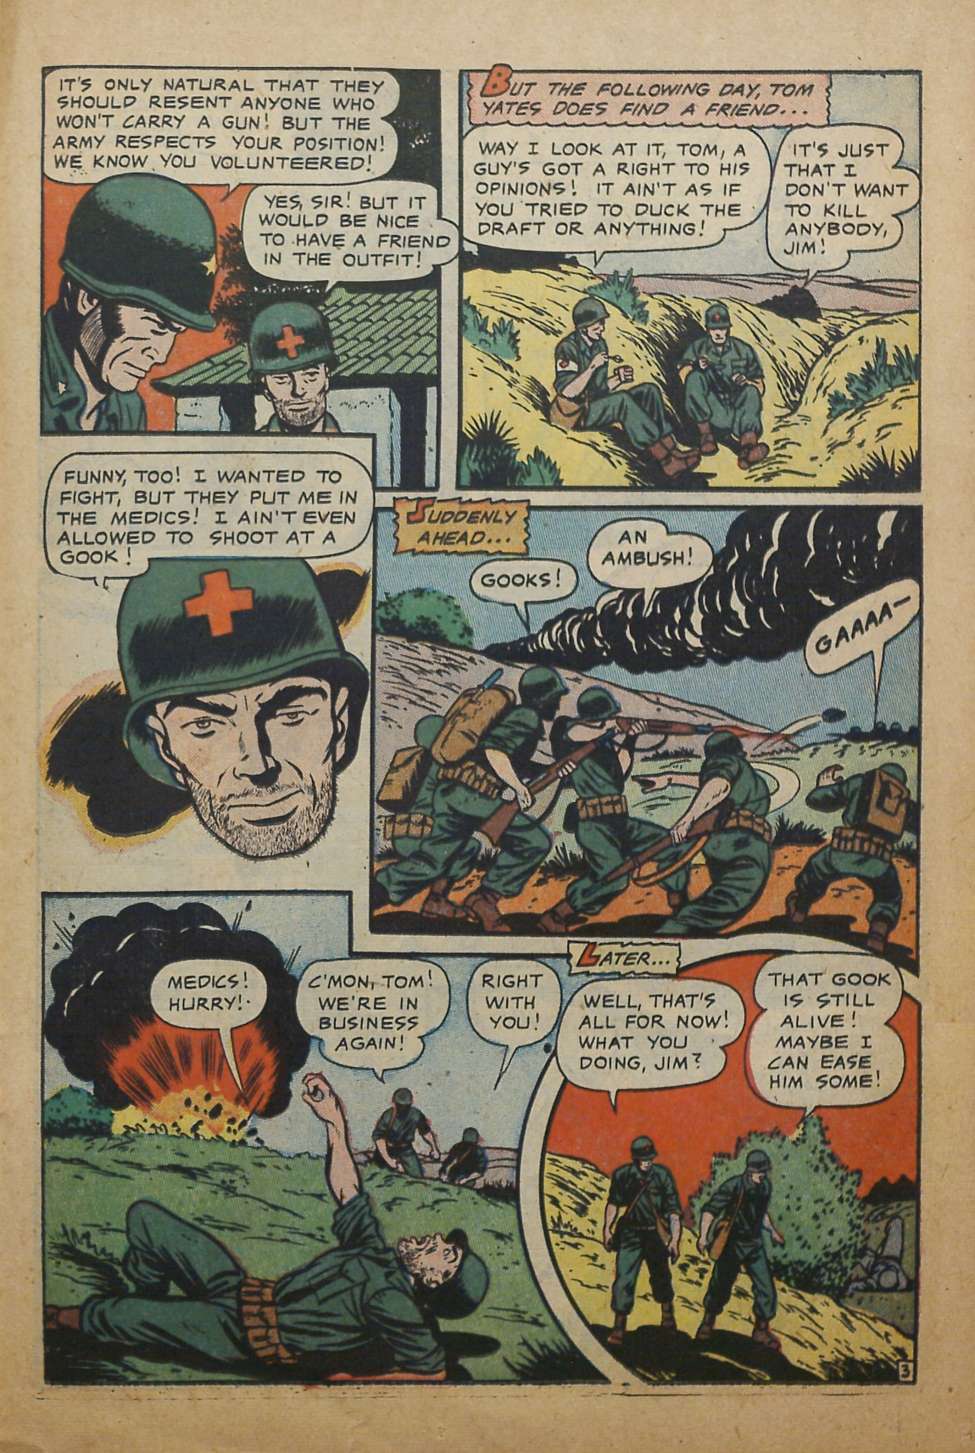 IT'S ONLY NATURAL THAT THEY
SHOULD RESENT ANYONE WHO
WON'T CARRY A GUN! BUT THE
ARMY RESPECTS YOUR POSITION!
WE KNOW YOU VOLUNTEERED!
YES, SIR! BUT IT
WOULD BE NICE
TO HAVE A FRIEND
IN THE OUTFIT!
BUT THE FOLLOWING DAY, TOM
YATES DOES FIND A FRIEND...
WAY I LOOK AT IT, TOM, A
GUY'S GOT A RIGHT TO HIS
OPINIONS! IT AIN'T AS IF
YOU TRIED TO DUCK THE
DRAFT OR ANYTHING!
IT'S JUST
THAT I
DON'T WANT
TO KILL
ANYBODY,
JIM!
FUNNY, TOO! I WANTED TO
FIGHT, BUT THEY PUT ME IN
THE MEDICS! I AIN'T EVEN
ALLOWED TO SHOOT AT A
GOOK!
SUDDENLY
AHEAD...
GOOKS!
AN
AMBUSH!
GAAAA—
MEDICS!
HURRY!
C'MON, TOM!
WE'RE IN
BUSINESS
AGAIN!
RIGHT
WITH
YOU!
LATER...
WELL, THAT'S
ALL FOR NOW!
WHAT YOU
DOING, JIM?
THAT GOOK
IS STILL
ALIVE!
MAYBE I
CAN EASE
HIM SOME!
3